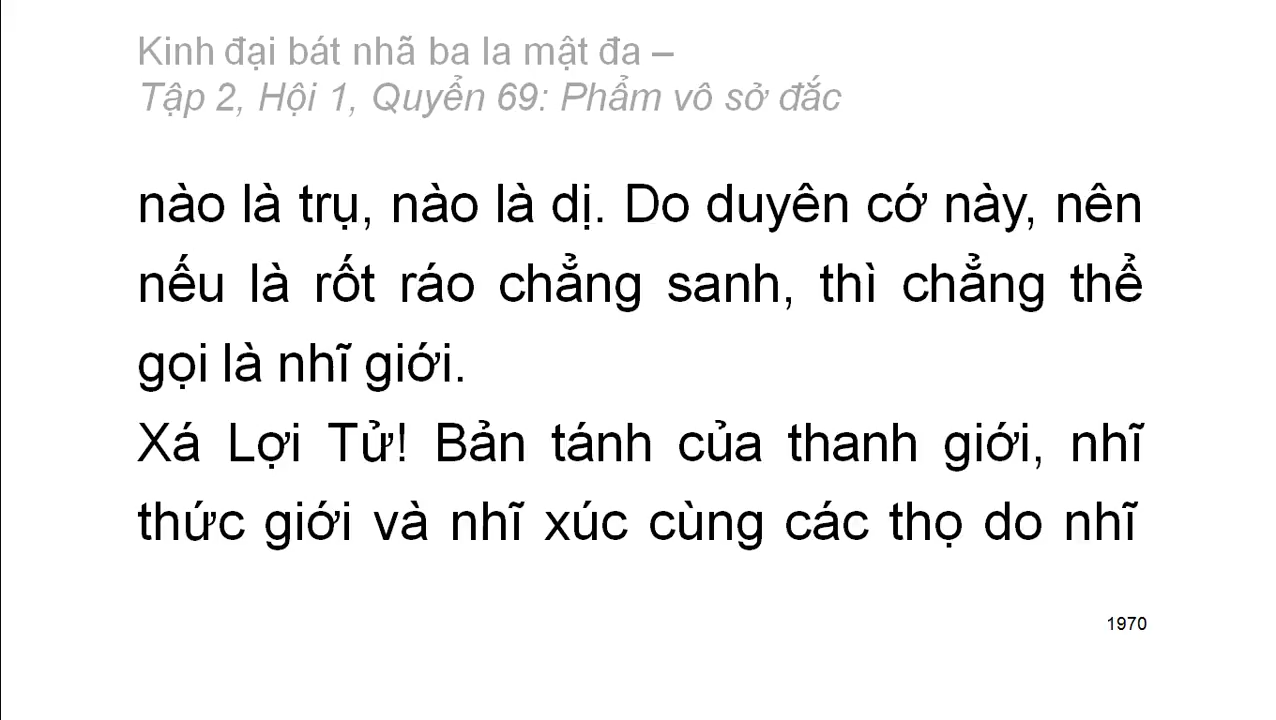 Kinh đại bát nhã ba la mật đa –
Tập 2, Hội 1, Quyển 69: Phẩm vô sở đắc
nào là trụ, nào là dị. Do duyên cớ này, nên
nếu là rốt ráo chẳng sanh, thì chẳng thể
gọi là nhĩ giới.
Xá Lợi Tử! Bản tánh của thanh giới, nhĩ
thức giới và nhĩ xúc cùng các thọ do nhĩ
1970